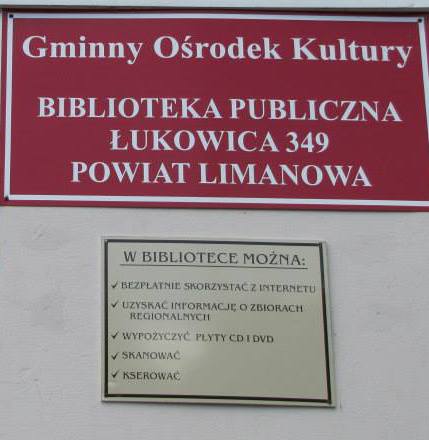 Gminny Ośrodek Kultury
BIBLIOTEKA PUBLICZNA
ŁUKOWICA 349
POWIAT LIMANOWA
W BIBLIOTECE MOŻNA:
✓ BEZPŁATNIE SKORZYSTAĆ Z INTERNETU
✓ UZYSKAĆ INFORMACJĘ O ZBIORACH
REGIONALNYCH
✓ WYPOŻYCZYĆ PŁYTY CD I DVD
✓ SKANOWAĆ
✓ KSEROWAĆ